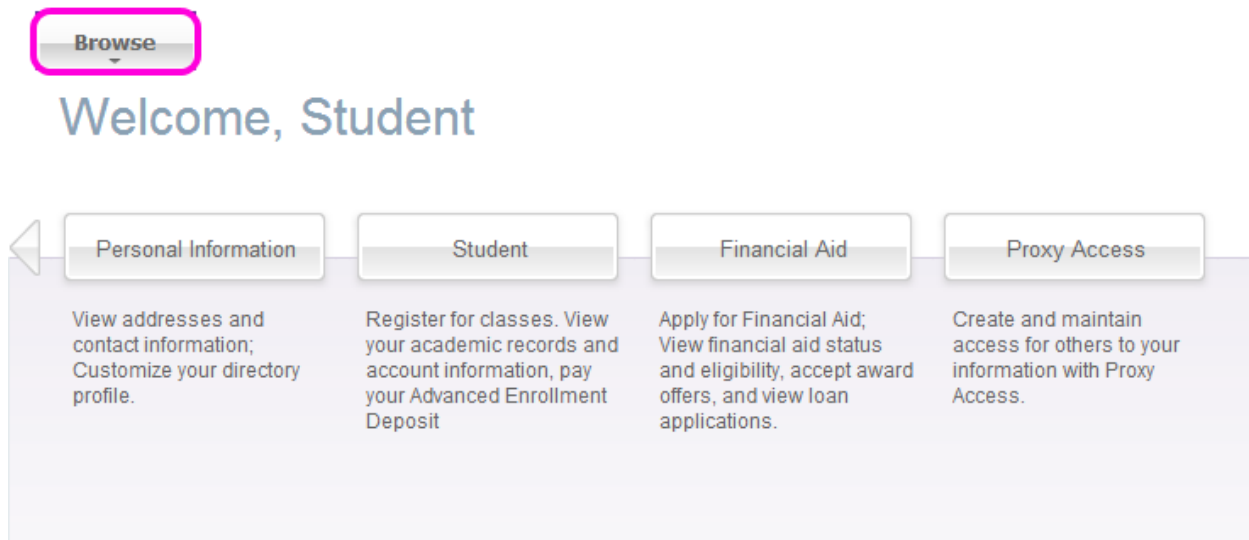 Browse
Welcome, Student
Personal Information
Student
Financial Aid
Proxy Access
View addresses and
contact information;
Customize your directory
profile.
Register for classes. View
your academic records and
account information, pay
your Advanced Enrollment
Deposit
Apply for Financial Aid;
View financial aid status
and eligibility, accept award
offers, and view loan
applications.
Create and maintain
access for others to your
information with Proxy
Access.